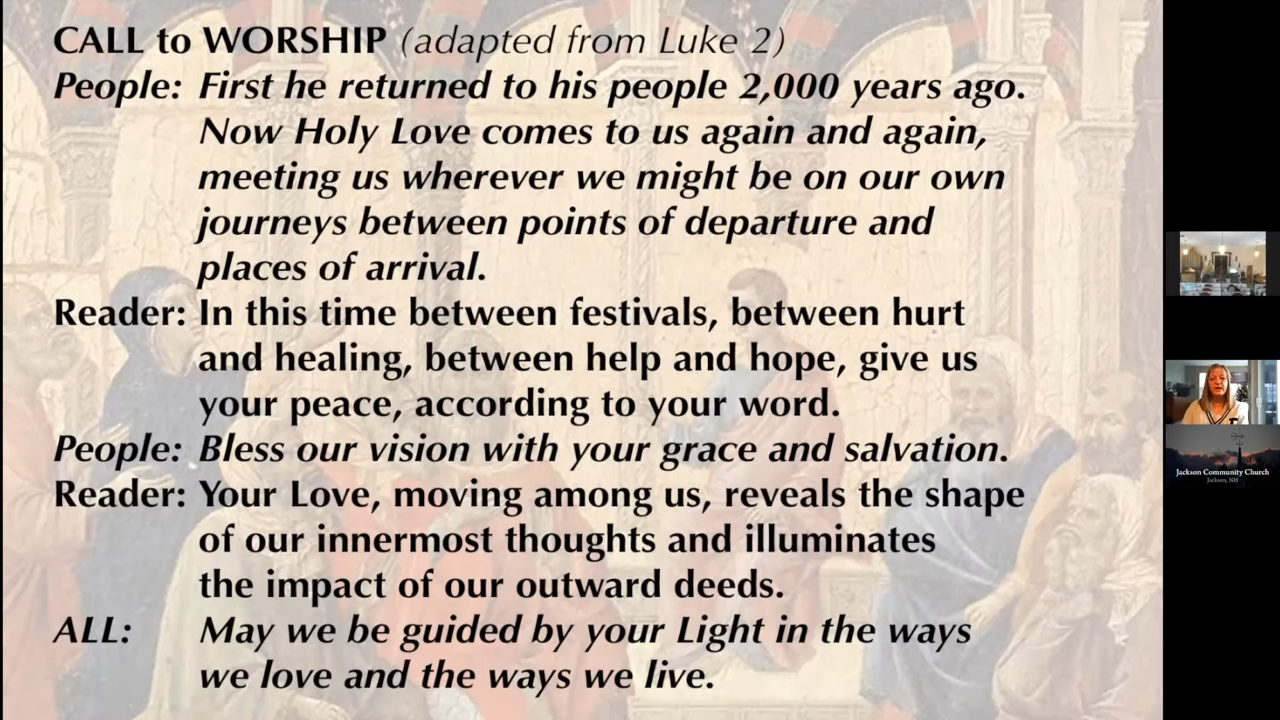 CALL to WORSHIP (adapted from Luke 2)
People: First he returned to his people 2,000 years ago.
Now Holy Love comes to us again and again,
meeting us wherever we might be on our own
journeys between points of departure and
places of arrival.
Reader: In this time between festivals, between hurt
and healing, between help and hope, give us
your peace, according to your word.
People: Bless our vision with your grace and salvation.
Reader: Your Love, moving among us, reveals the shape
of our innermost thoughts and illuminates
the impact of our outward deeds.
ALL: May we be guided by your Light in the ways
we love and the ways we live.
Jackson Community Church
Jackson, NH